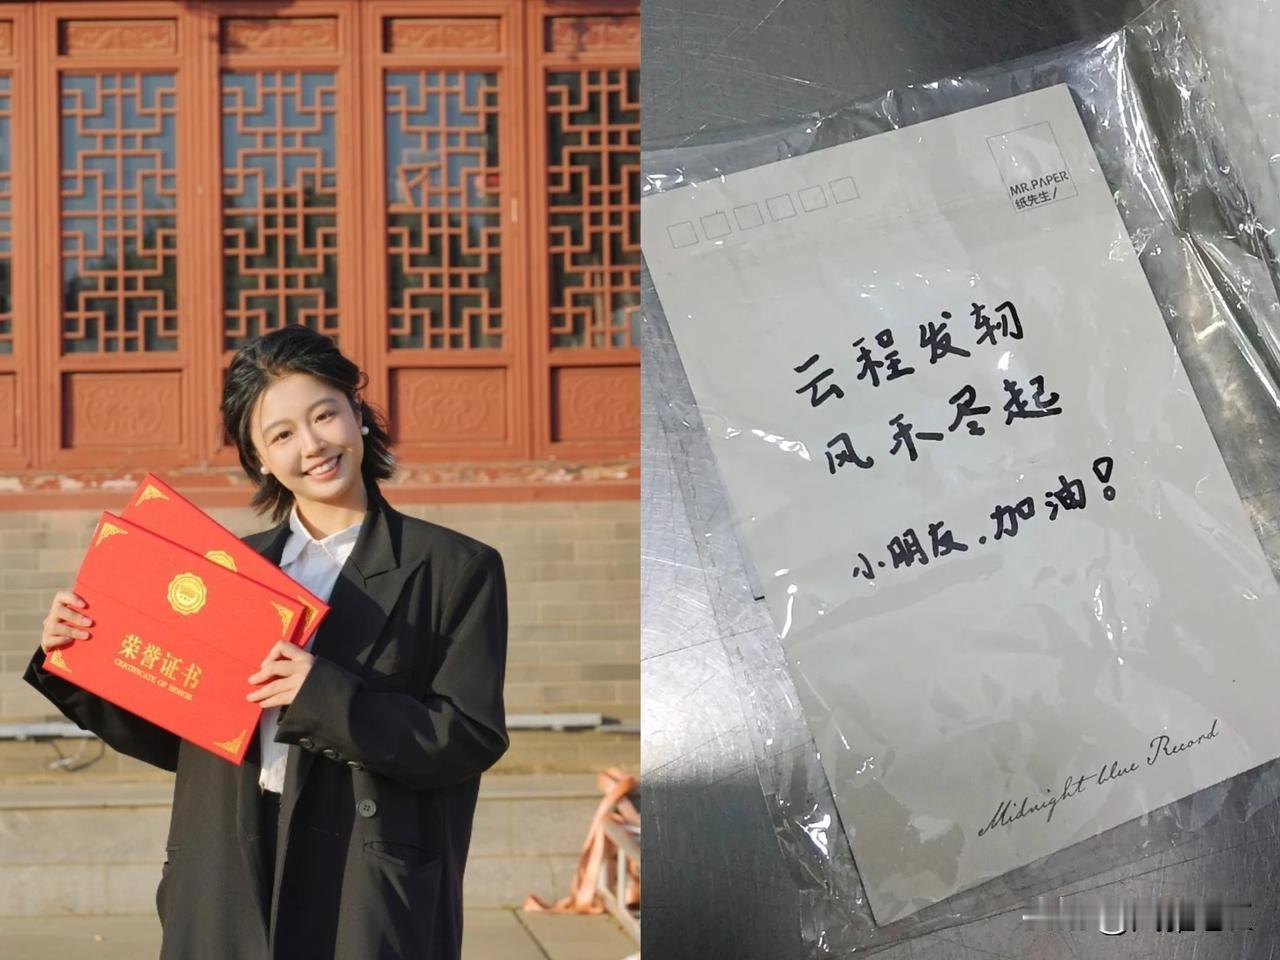 荣誉证书
CERTIFICATE OF HONOR
MR.PAPER
纸先生/
云程发轫
风禾尽起
小朋友,加油!
Midnight blue Record